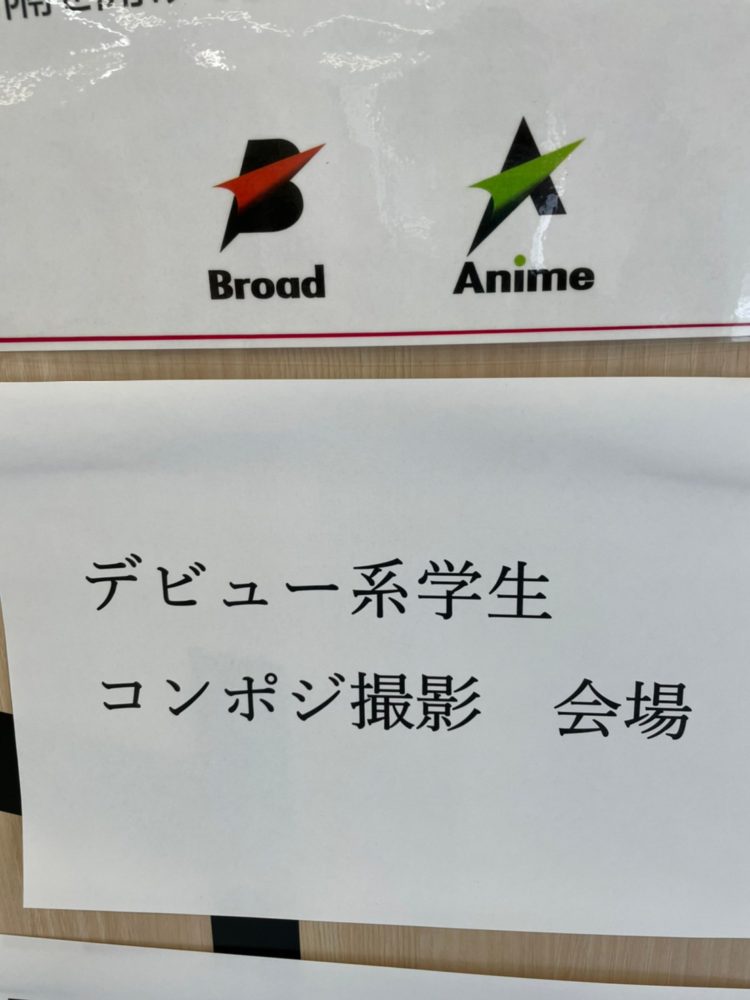 Broad
Anime
デビュー系学生
コンポジ撮影　会場